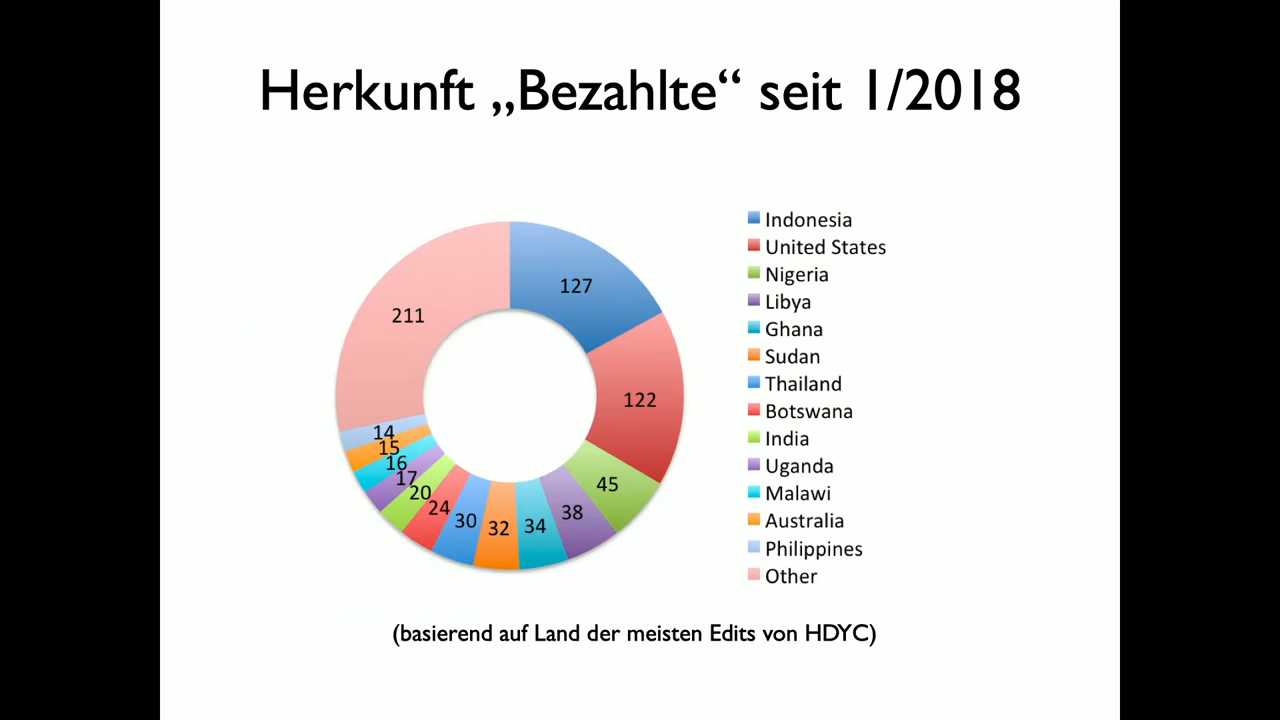 Herkunft „Bezahlte“ seit 1/2018
127
122
45
38
34
32
30
24
20
17
16
15
14
211
Indonesia
United States
Nigeria
Libya
Ghana
Sudan
Thailand
Botswana
India
Uganda
Malawi
Australia
Philippines
Other
(basierend auf Land der meisten Edits von HDYC)